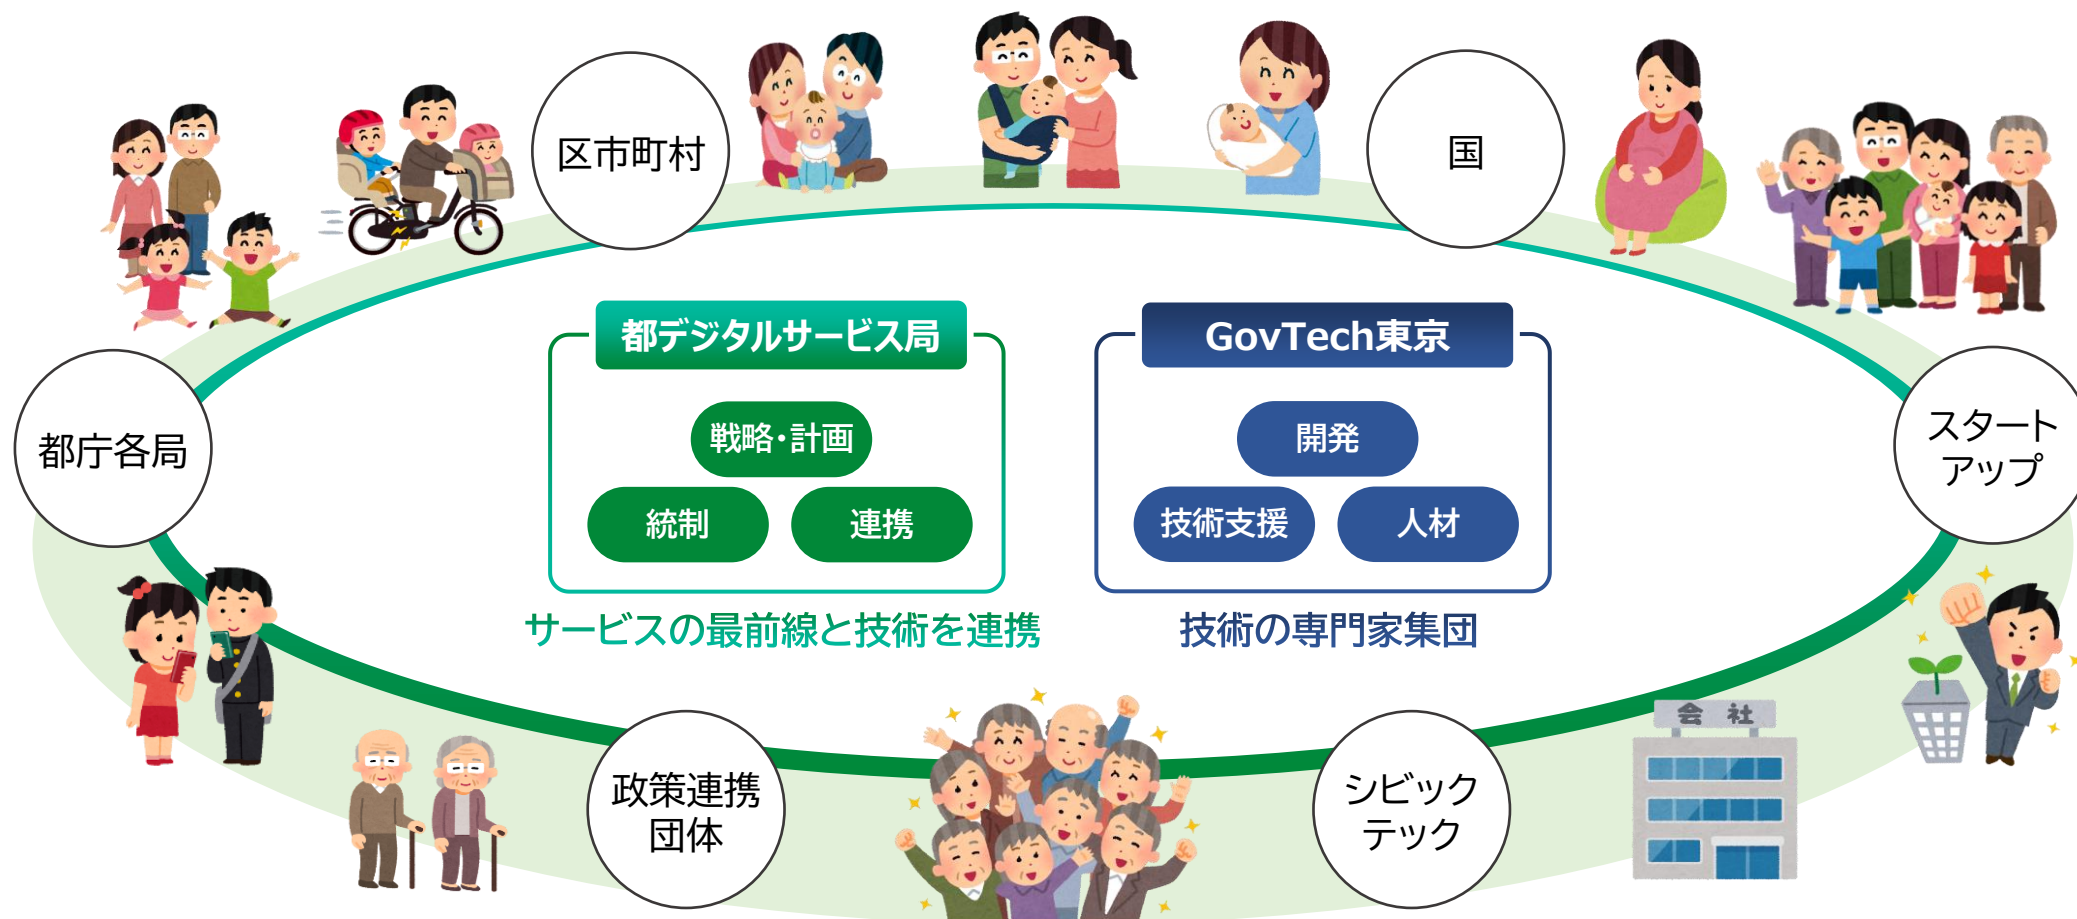 区市町村
国
都デジタルサービス局
GovTech東京
都庁各局
戦略・計画
統制
連携
開発
技術支援
人材
スタート
アップ
サービスの最前線と技術を連携
技術の専門家集団
政策連携
団体
シビック
テック
会社